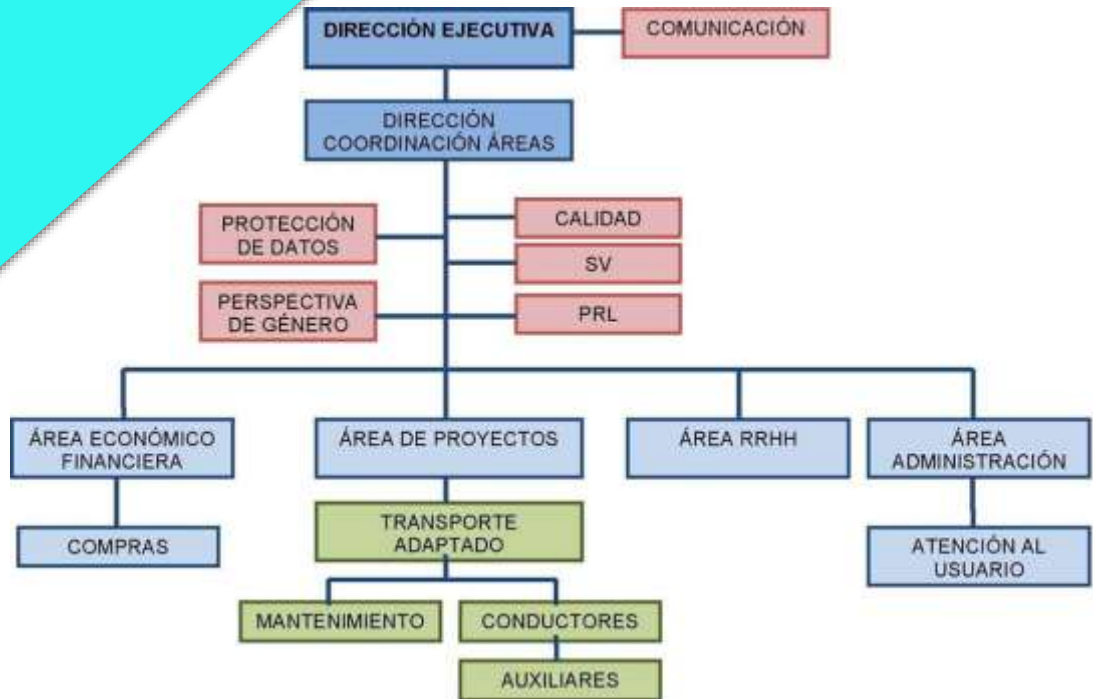 DIRECCIÓN EJECUTIVA
COMUNICACIÓN
DIRECCIÓN
COORDINACIÓN ÁREAS
PROTECCIÓN
DE DATOS
CALIDAD
SV
PERSPECTIVA
DE GÉNERO
PRL
ÁREA ECONÓMICO
FINANCIERA
ÁREA DE PROYECTOS
ÁREA RRHH
ÁREA
ADMINISTRACIÓN
COMPRAS
TRANSPORTE
ADAPTADO
ATENCIÓN AL
USUARIO
MANTENIMIENTO
CONDUCTORES
AUXILIARES